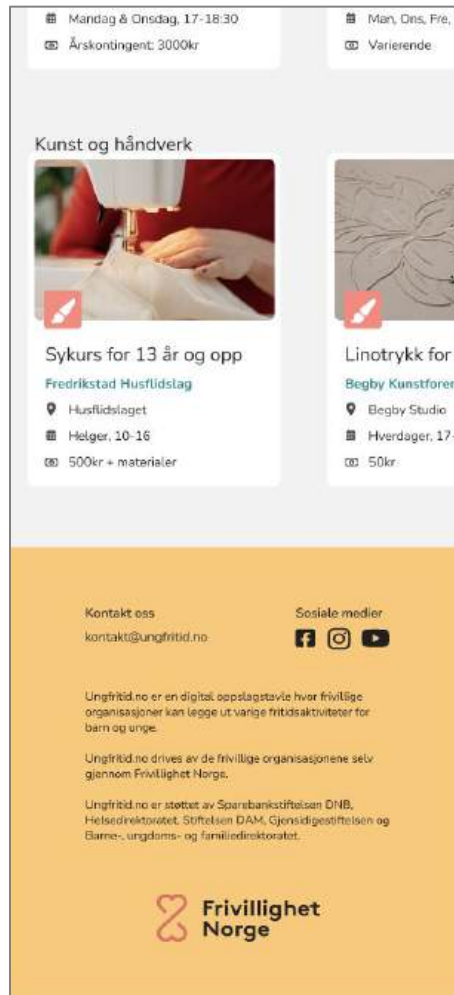 Mandag & Onsdag, 17-18:30
Årskontingent: 3000kr
Man, Ons, Fre,
Varierende
Kunst og håndverk
Sykurs for 13 år og opp
Fredrikstad Husflidslag
Husflidslaget
Helger, 10-16
500kr + materialer
Linotrykk for
Begby Kunstforen
Begby Studio
Hverdager, 17-
50kr
Kontakt oss
kontakt@ungfritid.no
Sosiale medier
Ungfritid.no er en digital oppslagstavle hvor frivillige
organisasjoner kan legge ut varige fritidsaktiviteter for
barn og unge.
Ungfritid.no drives av de frivillige organisasjonene selv
gjennom Frivillighet Norge.
Ungfritid.no er støttet av Sparebankstiftelsen DNB,
Helsedirektoratet, Stiftelsen DAM, Gjensidigestiftelsen og
Barne-, ungdoms- og familiedirektoratet.
Frivillighet
Norge